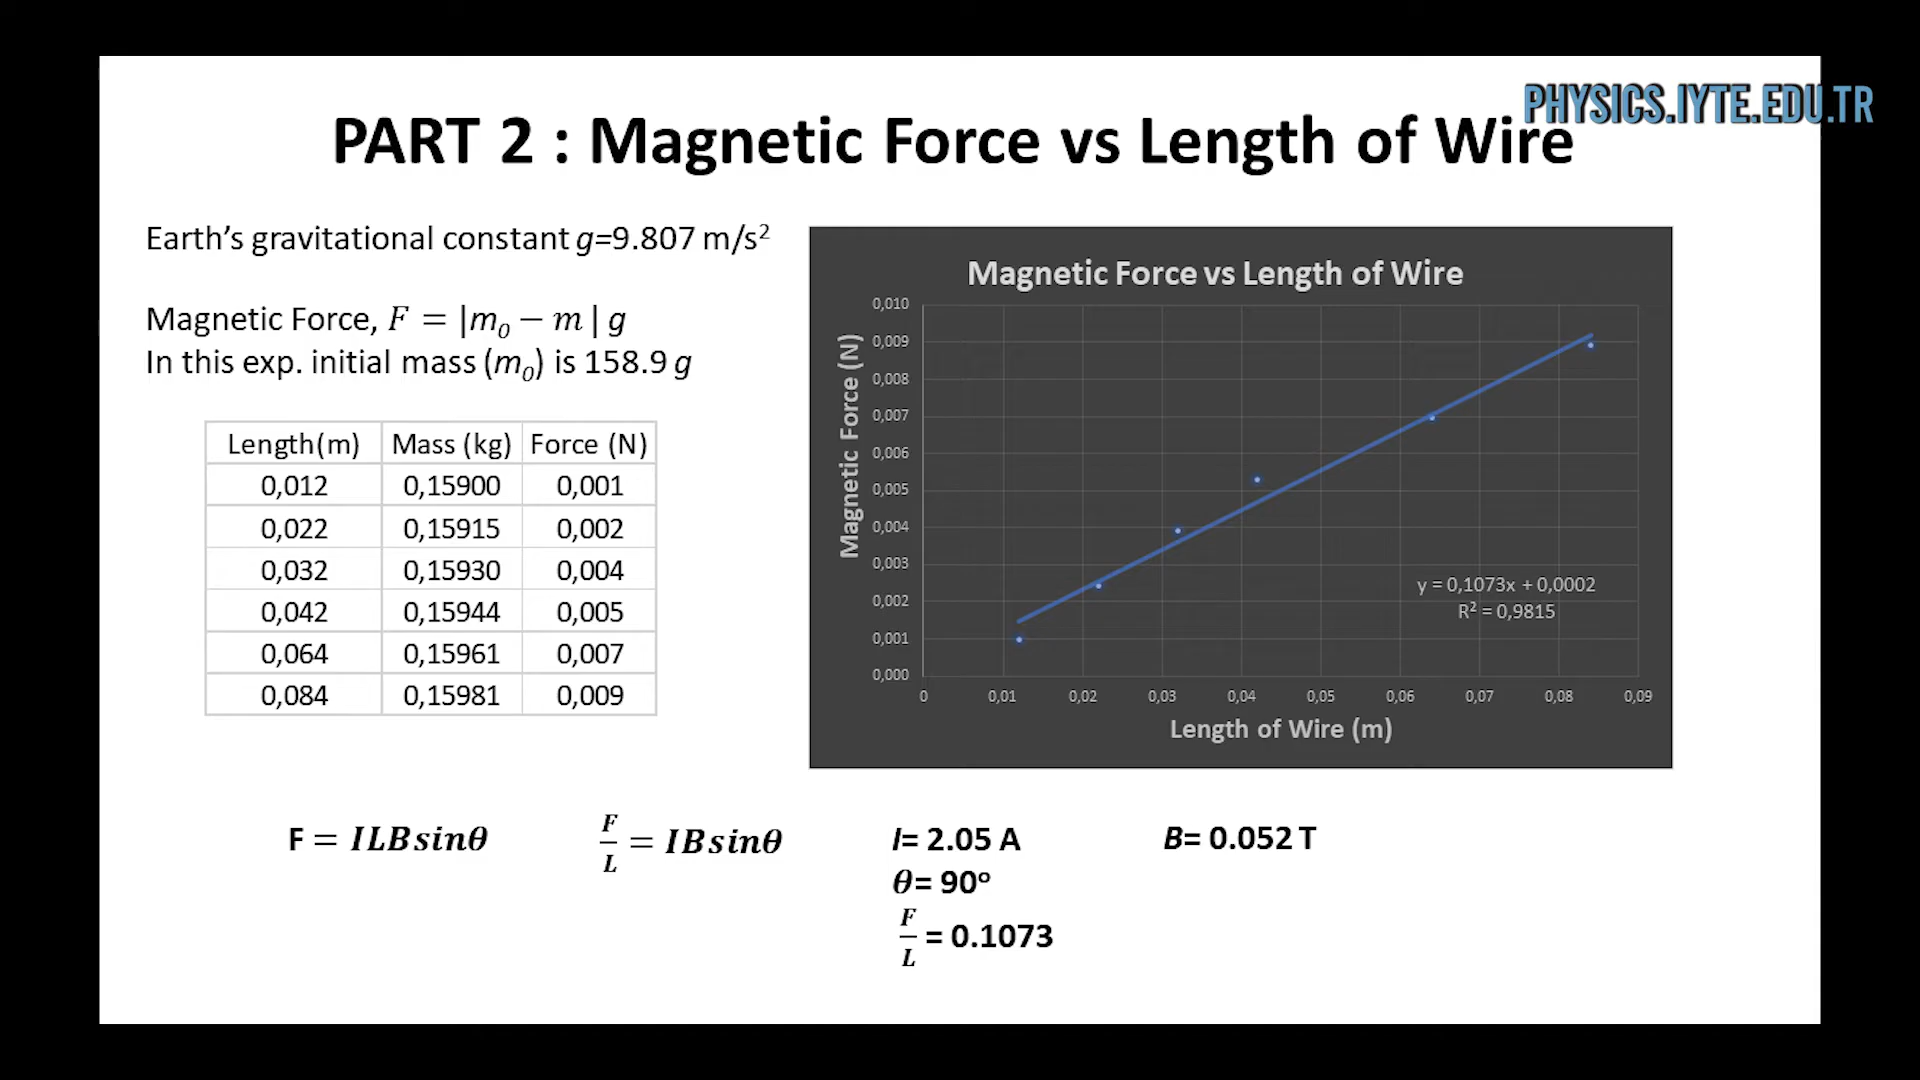 PHYSICS.IYTE.EDU.TR
PART 2 : Magnetic Force vs Length of Wire
Earth's gravitational constant g=9.807 m/s²
Magnetic Force, F = |m₀ − m | g
In this exp. initial mass (m₀) is 158.9 g
Length(m) Mass (kg) Force (N)
0,012 0,15900 0,001
0,022 0,15915 0,002
0,032 0,15930 0,004
0,042 0,15944 0,005
0,064 0,15961 0,007
0,084 0,15981 0,009
Magnetic Force vs Length of Wire
Magnetic Force (N)
0,010
0,009
0,008
0,007
0,006
0,005
0,004
0,003
0,002
0,001
0,000
y = 0,1073x + 0,0002
R² = 0,9815
0 0,01 0,02 0,03 0,04 0,05 0,06 0,07 0,08 0,09
Length of Wire (m)
F = ILBsinθ
F/L = IBsinθ
I= 2.05 A
θ= 90°
F/L = 0.1073
B= 0.052 T